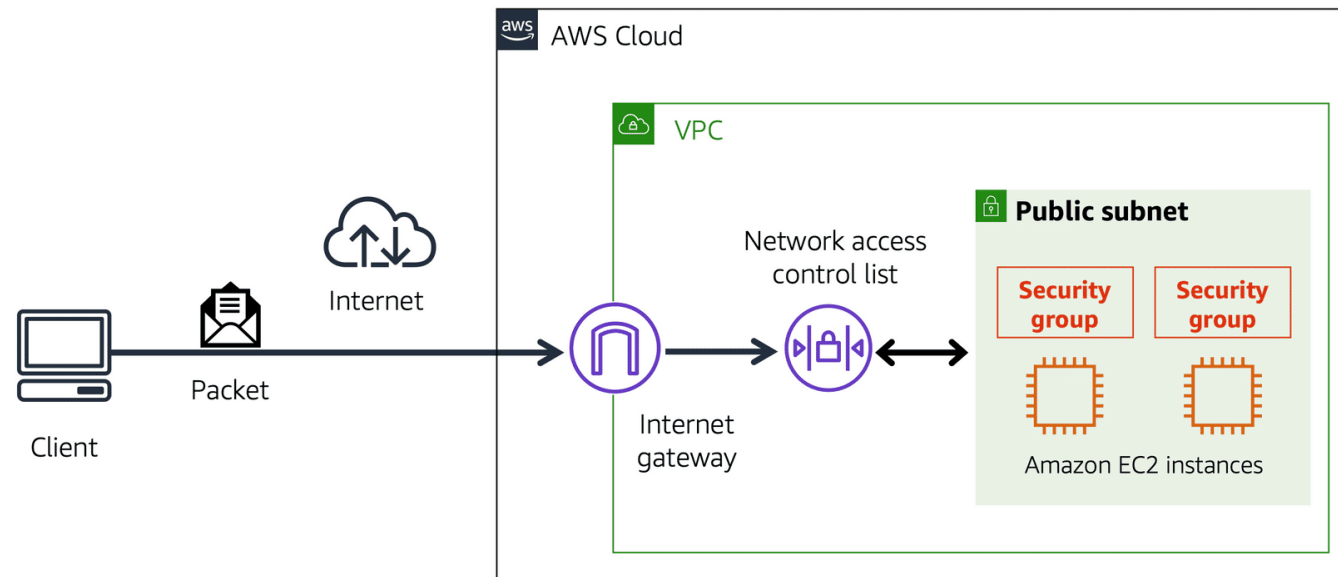 aws
AWS Cloud
VPC
Public subnet
Network access
control list
Security
group
Security
group
Internet
Packet
Client
Internet
gateway
Amazon EC2 instances